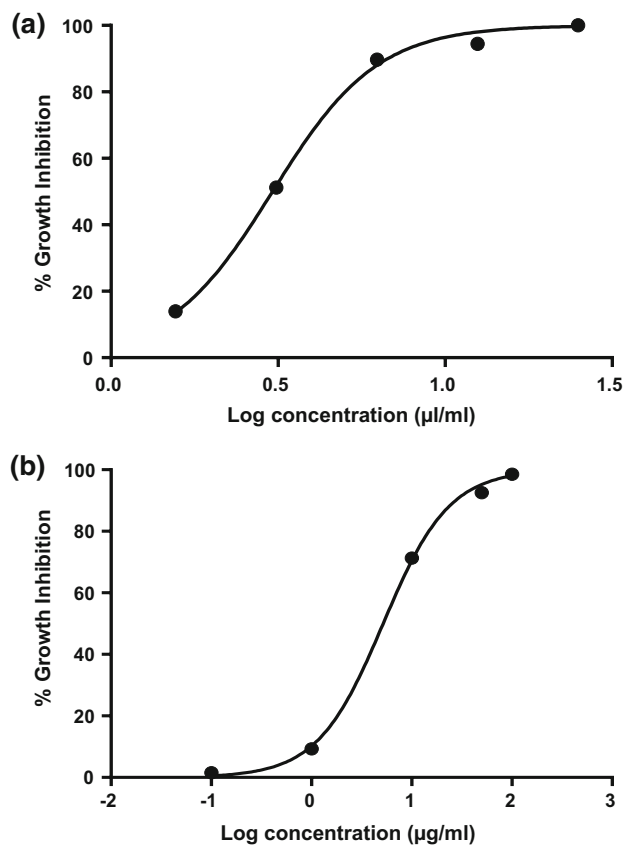 (a)
100
80
60
40
20
0
% Growth Inhibition
0.0 0.5 1.0 1.5
Log concentration (µl/ml)
(b)
100
80
60
40
20
0
% Growth Inhibition
-2 -1 0 1 2 3
Log concentration (µg/ml)